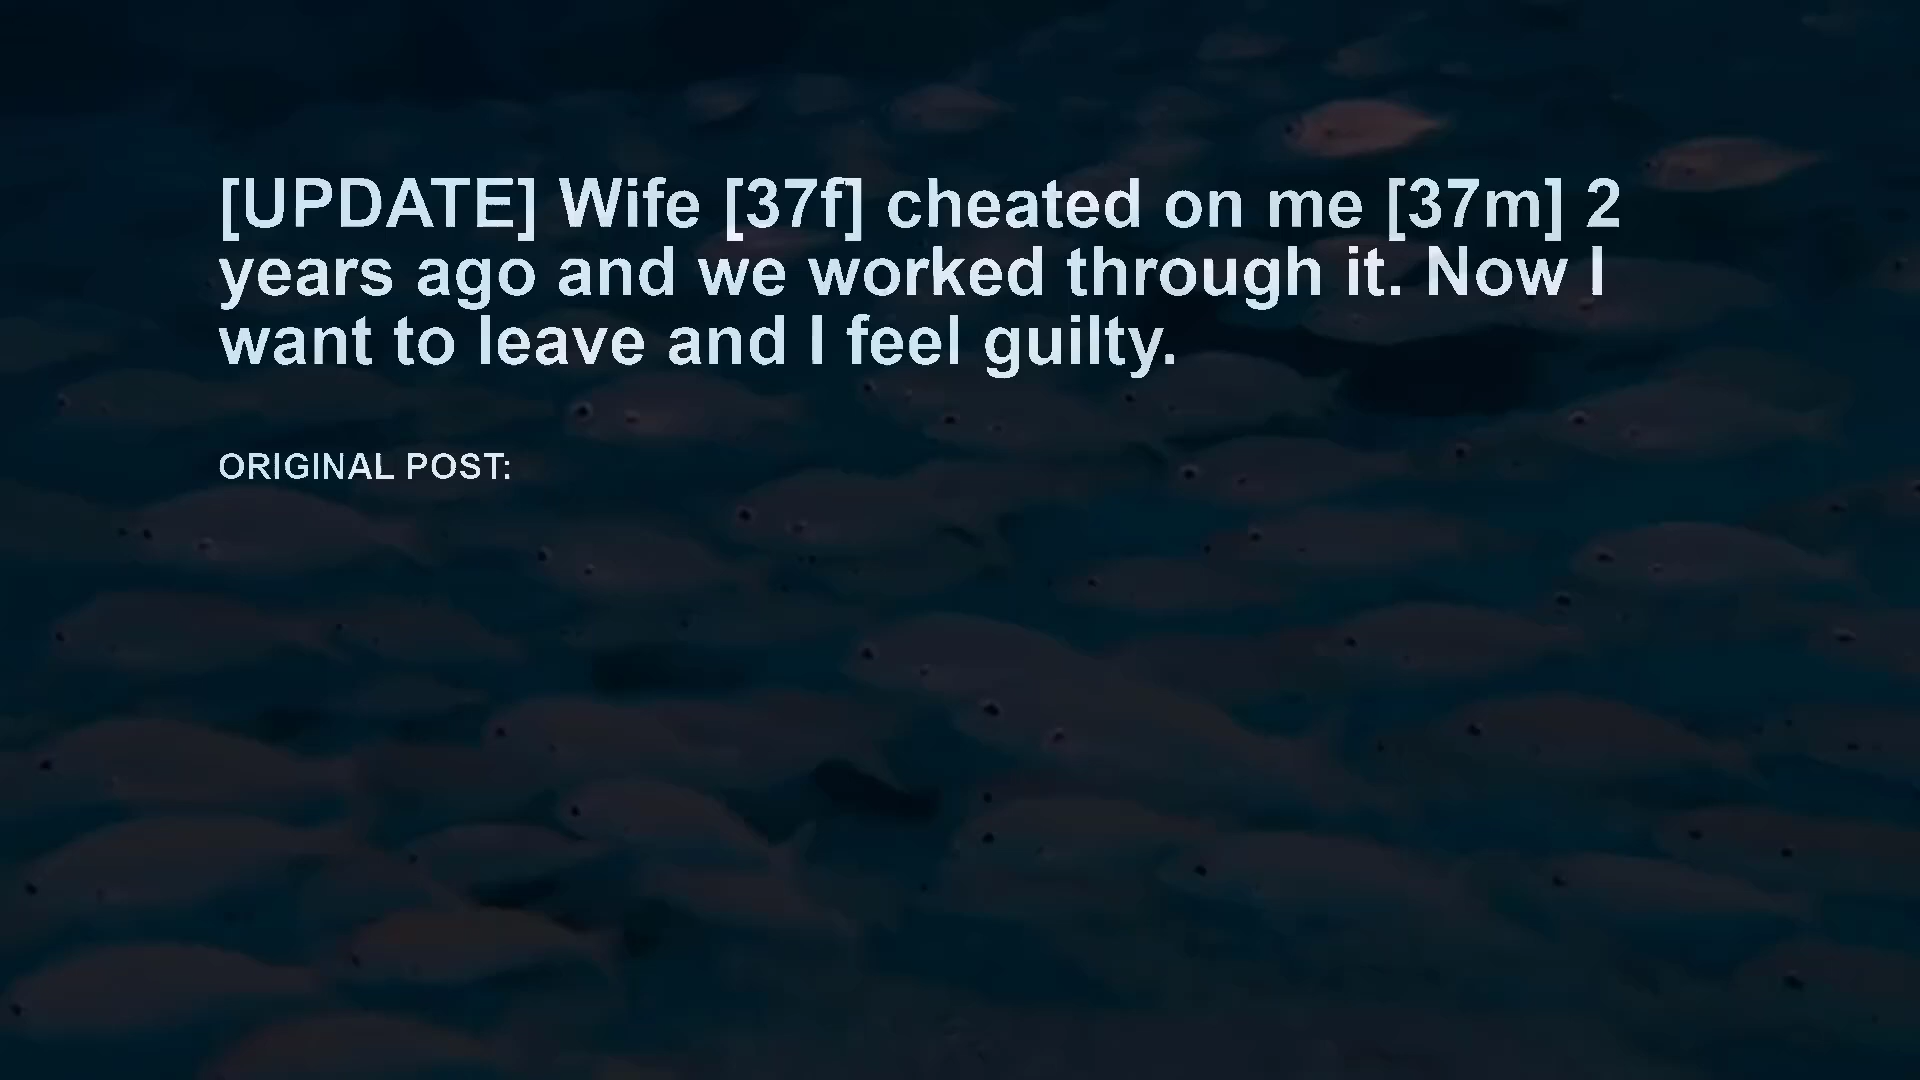 [UPDATE] Wife [37f] cheated on me [37m] 2
years ago and we worked through it. Now I
want to leave and I feel guilty.
ORIGINAL POST: